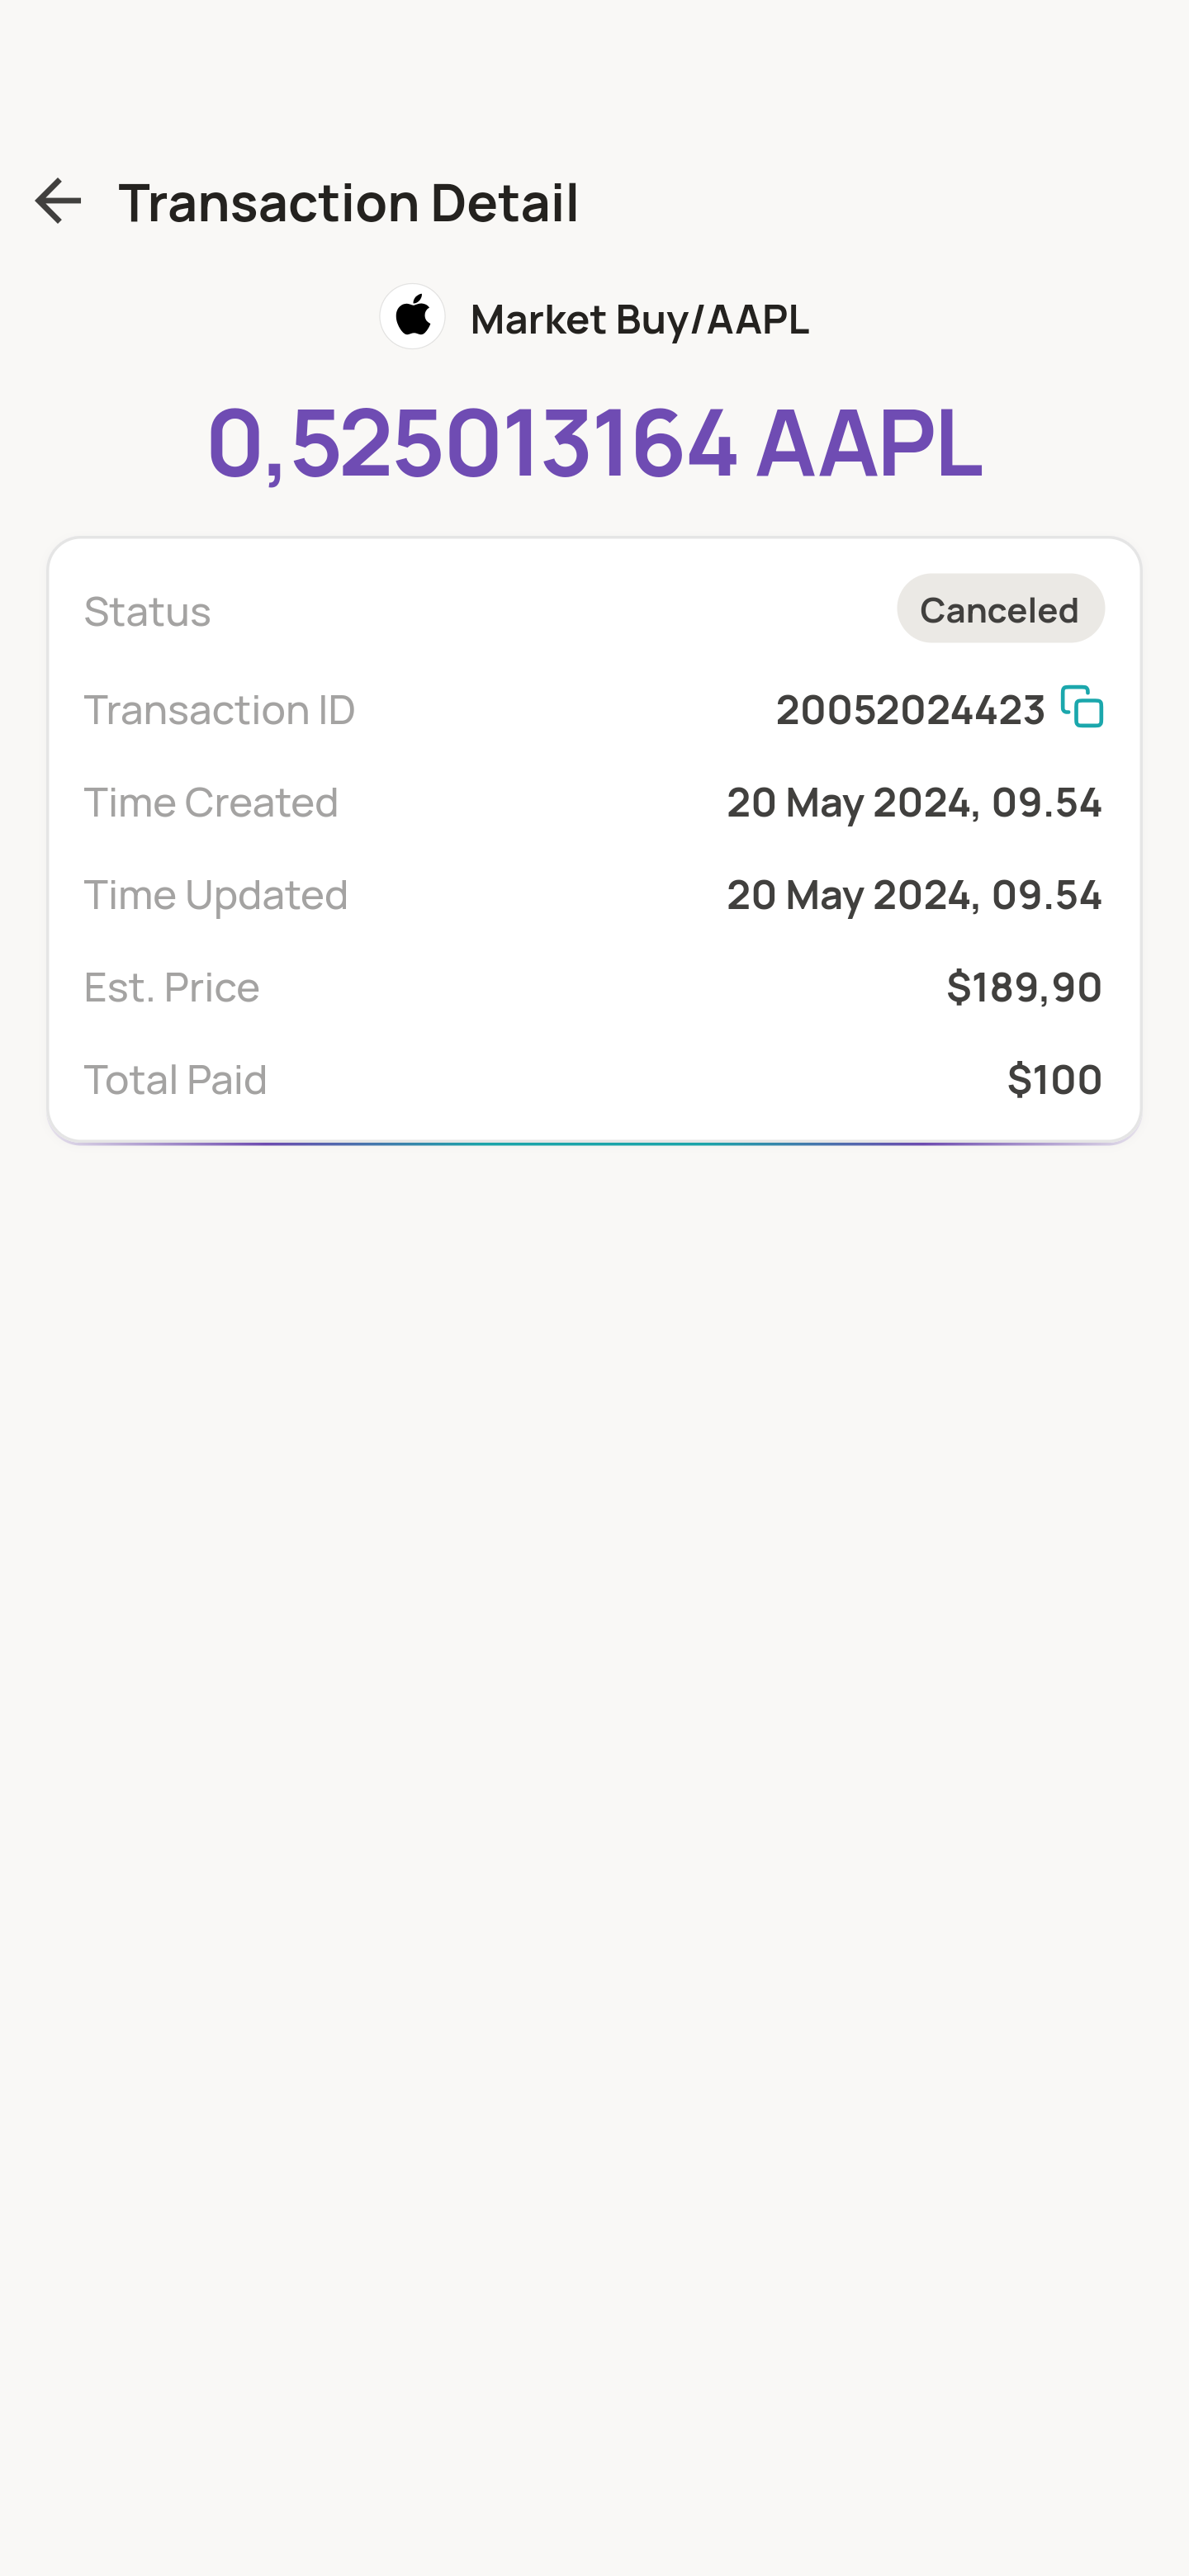 Transaction Detail
Market Buy/AAPL
0,525013164 AAPL
Status Canceled
Transaction ID 20052024423
Time Created 20 May 2024, 09.54
Time Updated 20 May 2024, 09.54
Est. Price $189,90
Total Paid $100